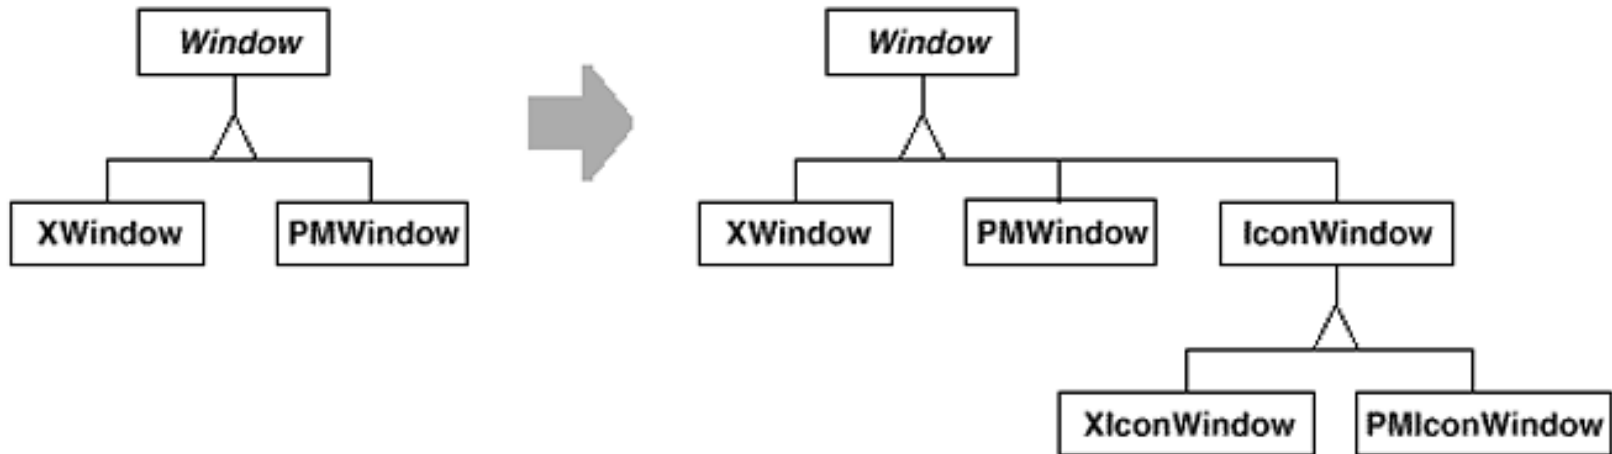 Window
XWindow
PMWindow
Window
XWindow
PMWindow
IconWindow
XIconWindow
PMIconWindow